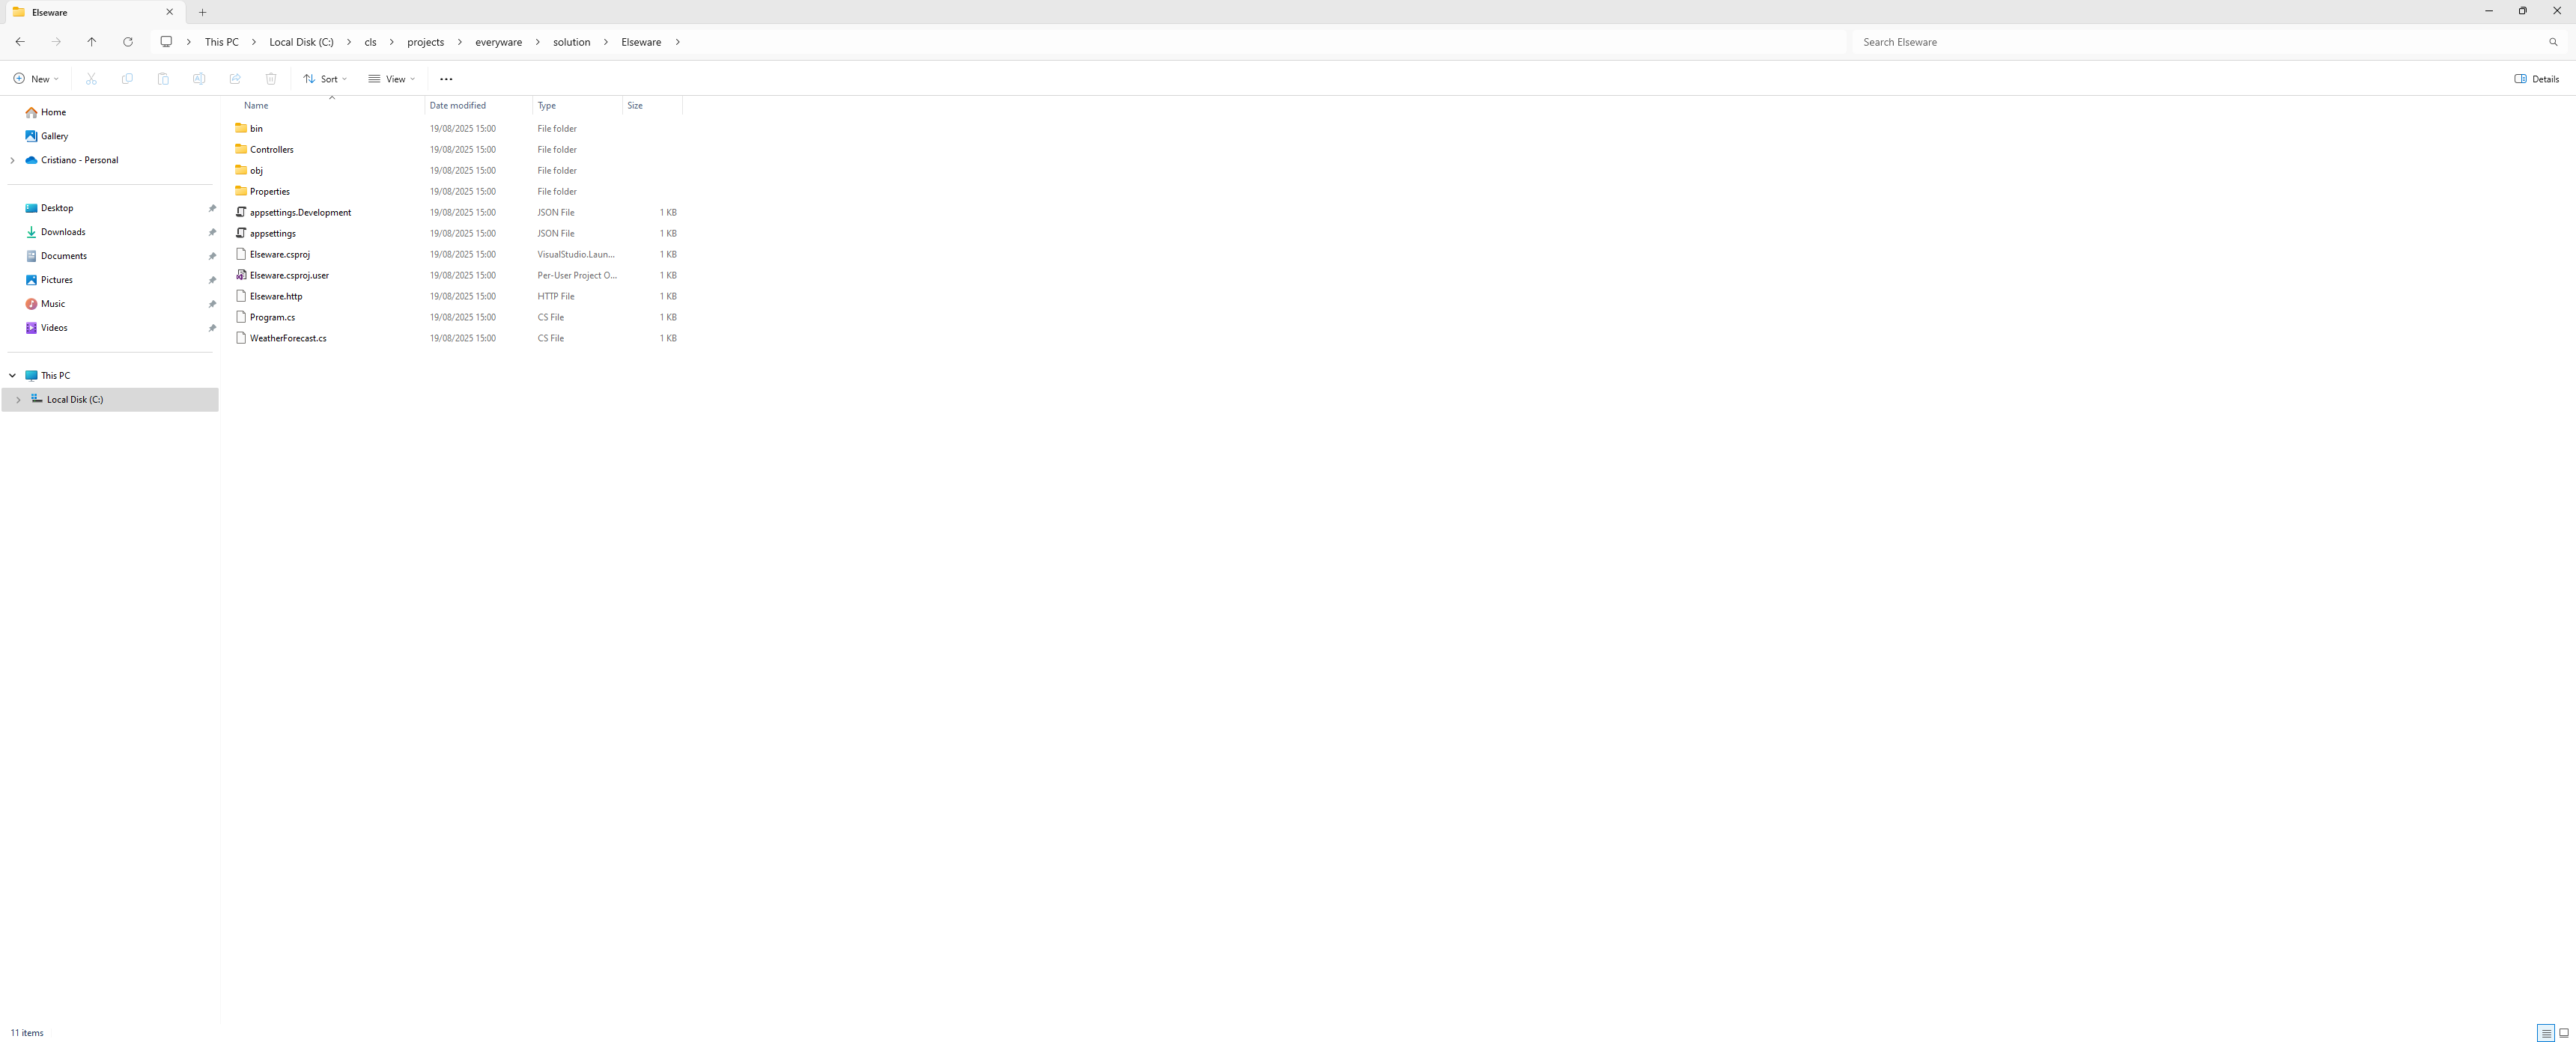 Elseware
This PC > Local Disk (C:) > cls > projects > everyware > solution > Elseware >
Search Elseware
New
Sort
View
Details
Home
Gallery
Cristiano - Personal
Desktop
Downloads
Documents
Pictures
Music
Videos
This PC
Local Disk (C:)
Name Date modified Type Size
bin 19/08/2025 15:00 File folder
Controllers 19/08/2025 15:00 File folder
obj 19/08/2025 15:00 File folder
Properties 19/08/2025 15:00 File folder
appsettings.Development 19/08/2025 15:00 JSON File 1 KB
appsettings 19/08/2025 15:00 JSON File 1 KB
Elseware.csproj 19/08/2025 15:00 VisualStudio.Laun... 1 KB
Elseware.csproj.user 19/08/2025 15:00 Per-User Project O... 1 KB
Elseware.http 19/08/2025 15:00 HTTP File 1 KB
Program.cs 19/08/2025 15:00 CS File 1 KB
WeatherForecast.cs 19/08/2025 15:00 CS File 1 KB
11 items